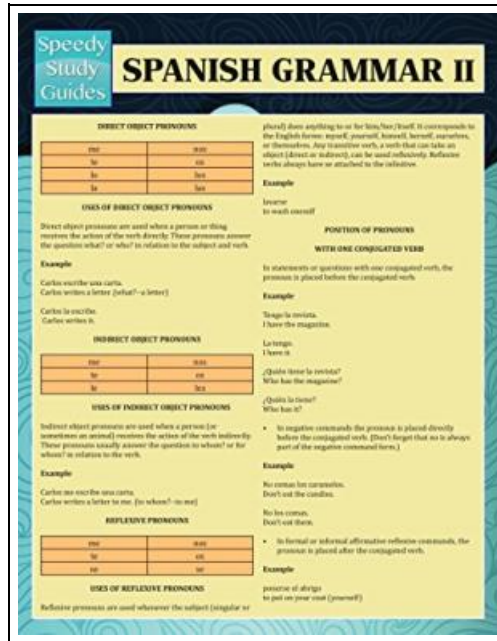 Speedy
Study
Guides
SPANISH GRAMMAR II
DIRECT OBJECT PRONOUNS
me nos
te os
lo los
la las
USES OF DIRECT OBJECT PRONOUNS
Direct object pronouns are used when a person or thing
receives the action of the verb directly. These pronouns answer
the question what? or who? in relation to the subject and verb.
Example
Carlos escribe una carta.
Carlos writes a letter (what?-a letter)
Carlos la escribe.
Carlos writes it.
INDIRECT OBJECT PRONOUNS
me nos
te os
le les
USES OF INDIRECT OBJECT PRONOUNS
Indirect object pronouns are used when a person (or
sometimes an animal) receives the action of the verb indirectly.
These pronouns usually answer the question to whom? or for
whom? in relation to the verb.
Example
Carlos me escribe una carta.
Carlos writes a letter to me. (to whom?-to me)
REFLEXIVE PRONOUNS
me nos
te os
se se
USES OF REFLEXIVE PRONOUNS
Reflexive pronouns are used whenever the subject (singular or
plural) does anything to or for him/her/itself. It corresponds to
the English forms: myself, yourself, himself, herself, ourselves,
or themselves. Any transitive verb, a verb that can take an
object (direct or indirect), can be used reflexively. Reflexive
verbs always have se attached to the infinitive.
Example
lavarse
to wash oneself
POSITION OF PRONOUNS
WITH ONE CONJUGATED VERB
In statements or questions with one conjugated verb, the
pronoun is placed before the conjugated verb.
Example
Tengo la revista.
I have the magazine.
La tengo.
I have it.
¿Quién tiene la revista?
Who has the magazine?
¿Quién la tiene?
Who has it?
• In negative commands the pronoun is placed directly
before the conjugated verb. (Don't forget that no is always
part of the negative command form.)
Example
No comas los caramelos.
Don't eat the candies.
No los comas.
Don't eat them.
• In formal or informal affirmative reflexive commands, the
pronoun is placed after the conjugated verb.
Example
ponerse el abrigo
to put on your coat (yourself)